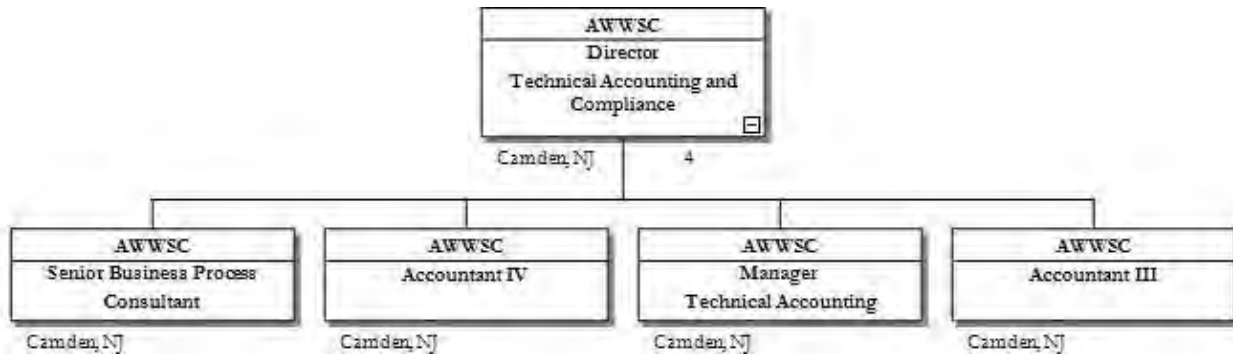 AWWSC
Director
Technical Accounting and
Compliance
Camden, NJ 4
AWWSC
Senior Business Process
Consultant
Camden, NJ
AWWSC
Accountant IV
Camden, NJ
AWWSC
Manager
Technical Accounting
Camden, NJ
AWWSC
Accountant III
Camden, NJ